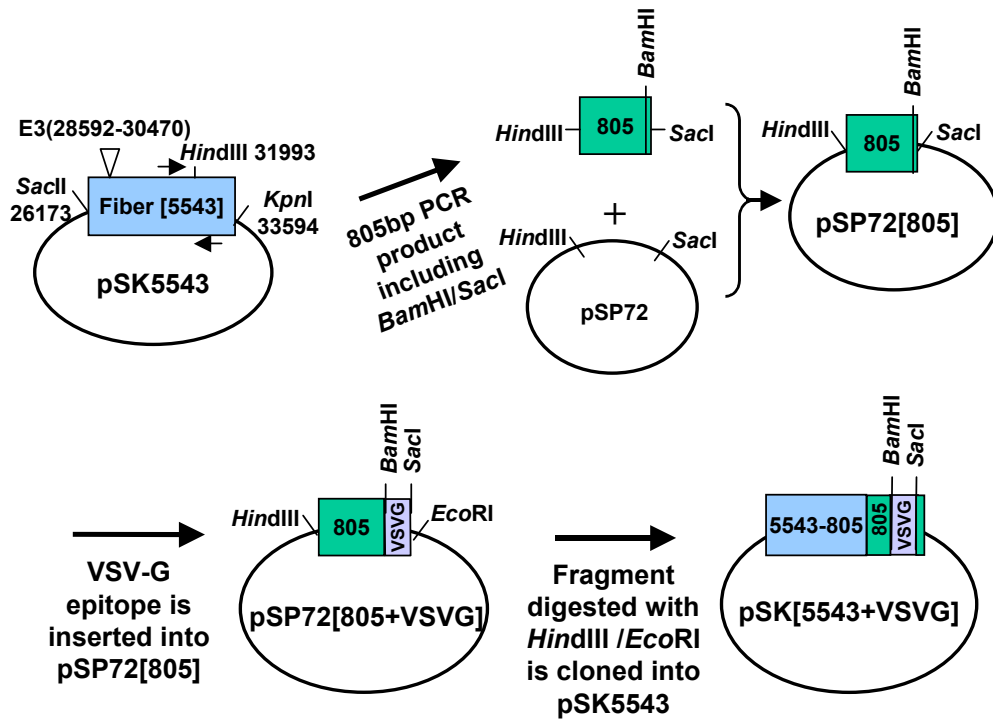 E3(28592-30470)
HindIII 31993
SacII
26173
Fiber [5543]
KpnI
33594
pSK5543
805bp PCR
product
including
BamHI/SacI
BamHI
HindIII
805
SacI
+
HindIII
SacI
pSP72
BamHI
HindIII
805
SacI
pSP72[805]
VSV-G
epitope is
inserted into
pSP72[805]
BamHI
SacI
HindIII
805
VSVG
EcoRI
pSP72[805+VSVG]
Fragment
digested with
HindIII /EcoRI
is cloned into
pSK5543
BamHI
SacI
5543-805
805
VSVG
pSK[5543+VSVG]